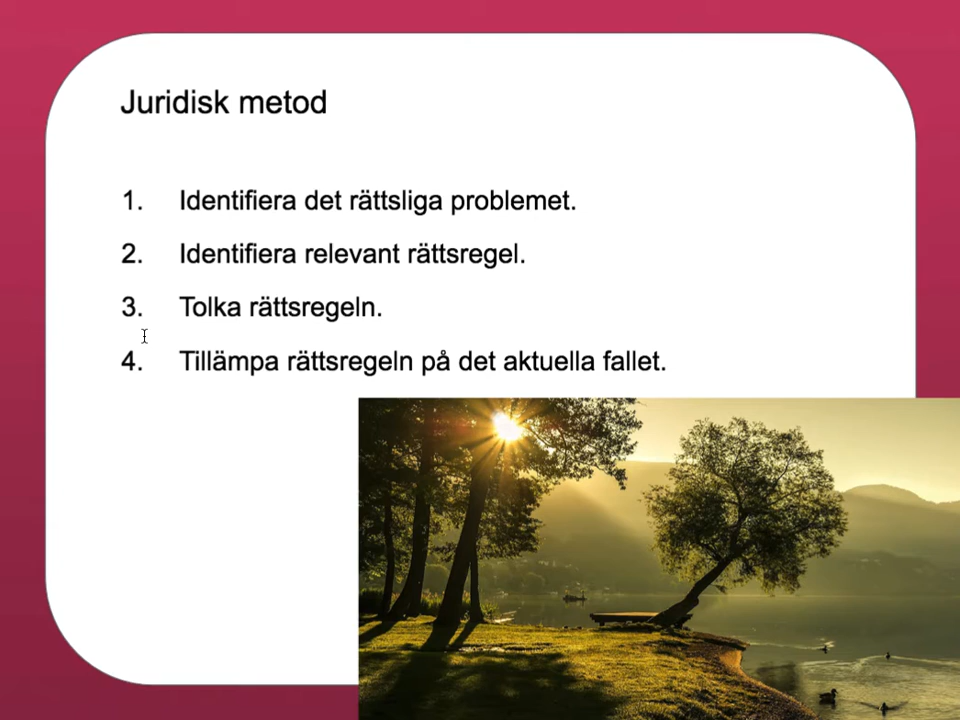 Juridisk metod
1. Identifiera det rättsliga problemet.
2. Identifiera relevant rättsregel.
3. Tolka rättsregeln.
4. Tillämpa rättsregeln på det aktuella fallet.